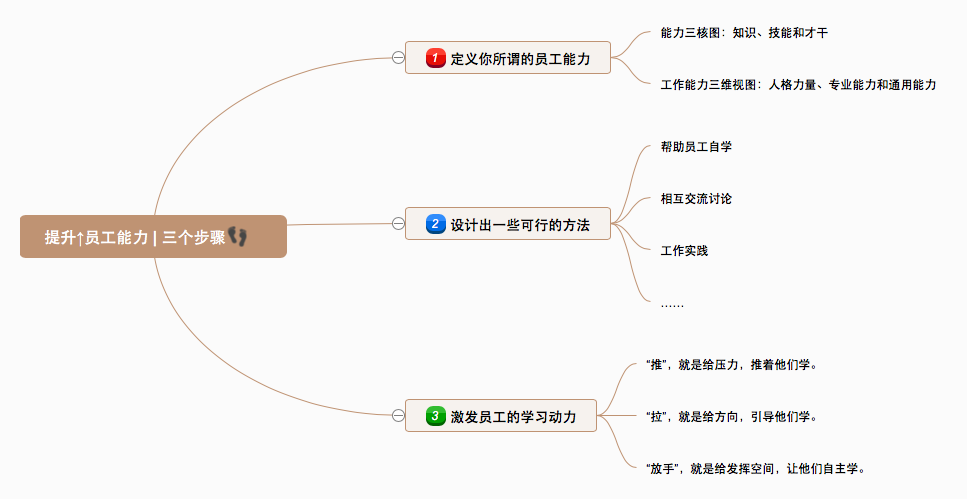 提升↑员工能力 | 三个步骤👣
1 定义你所谓的员工能力
能力三核图：知识、技能和才干
工作能力三维视图：人格力量、专业能力和通用能力
2 设计出一些可行的方法
帮助员工自学
相互交流讨论
工作实践
……
3 激发员工的学习动力
“推”，就是给压力，推着他们学。
“拉”，就是给方向，引导他们学。
“放手”，就是给发挥空间，让他们自主学。